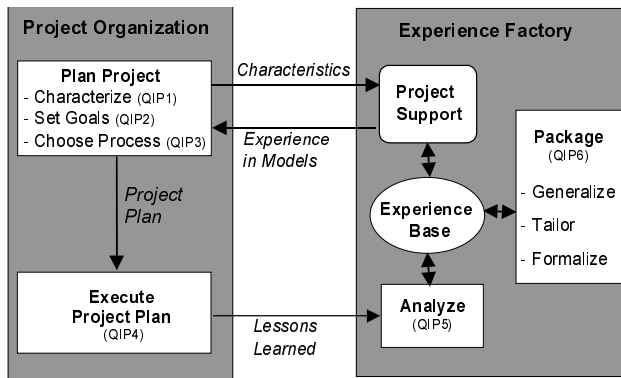 Project Organization
Plan Project
- Characterize (QIP1)
- Set Goals (QIP2)
- Choose Process (QIP3)
Project
Plan
Execute
Project Plan
(QIP4)
Characteristics
Experience
in Models
Lessons
Learned
Experience Factory
Project
Support
Experience
Base
Analyze
(QIP5)
Package
(QIP6)
- Generalize
- Tailor
- Formalize